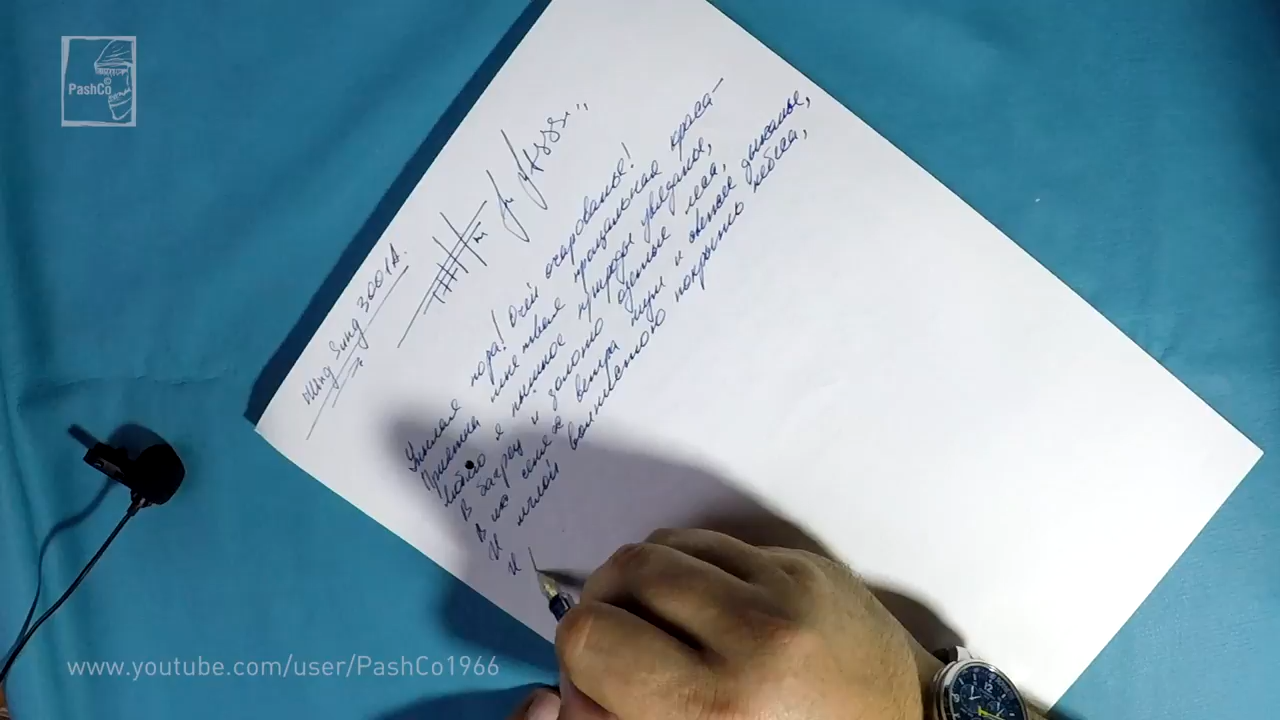 PashCo©
Ming Sung 3001A.
Унылая пора! Очей очарованье!
Приятна мне твоя прощальная краса –
Люблю я пышное природы увяданье,
В багрец и золото одетые леса,
В их сенях ветра шум и свежее дыханье,
И мглой волнистою покрыты небеса,
И
www.youtube.com/user/PashCo1966